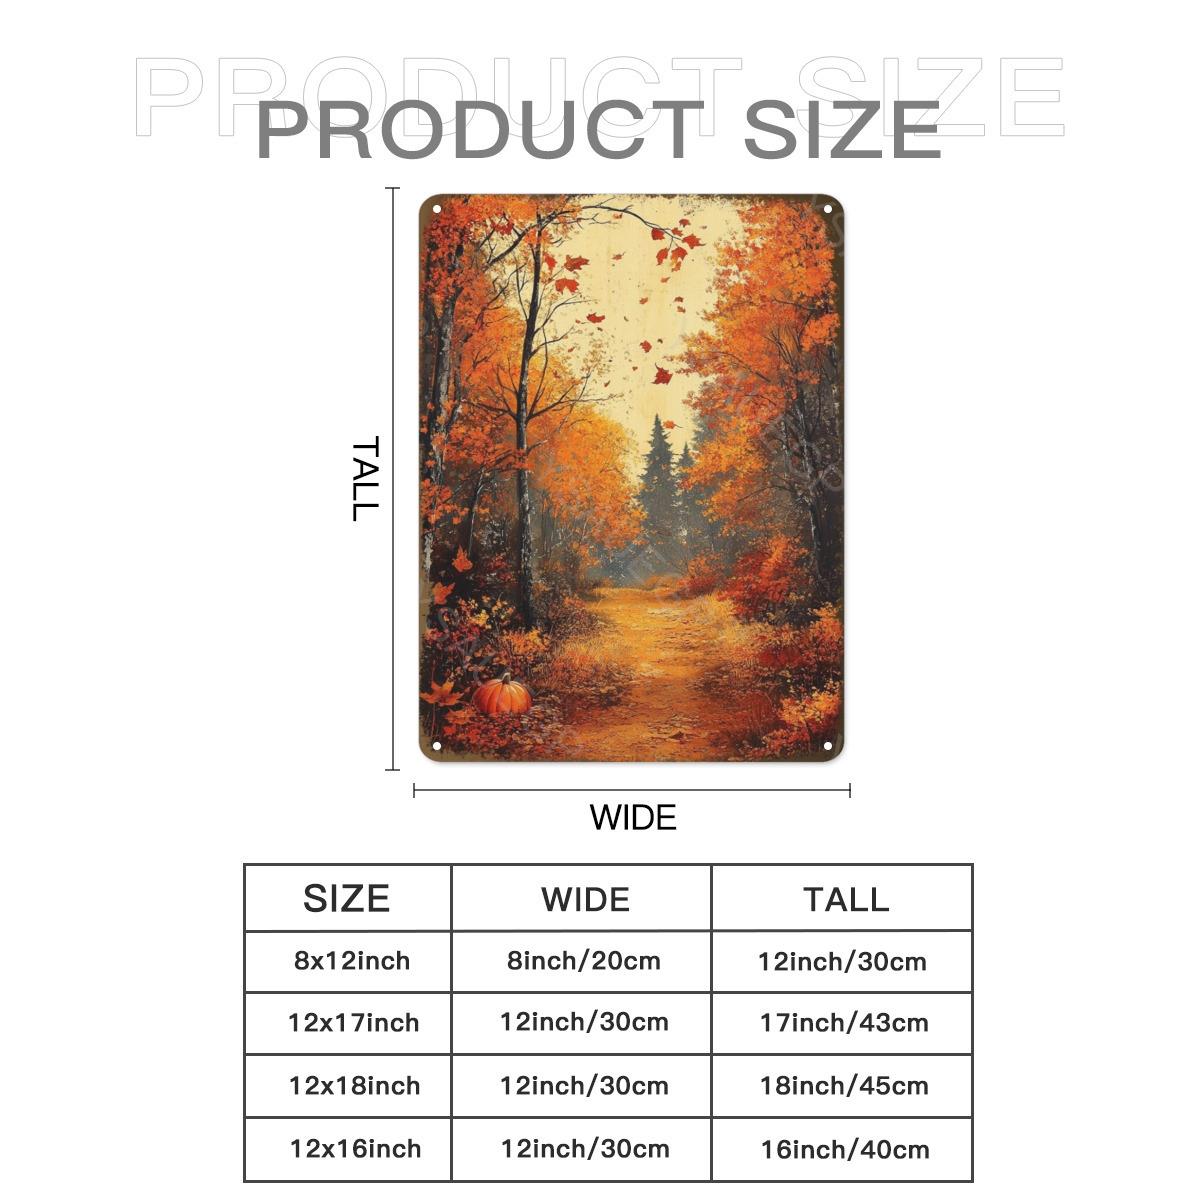 PRODUCT SIZE
PRODUCT SIZE
TALL
WIDE
SIZE WIDE TALL
8x12inch 8inch/20cm 12inch/30cm
12x17inch 12inch/30cm 17inch/43cm
12x18inch 12inch/30cm 18inch/45cm
12x16inch 12inch/30cm 16inch/40cm